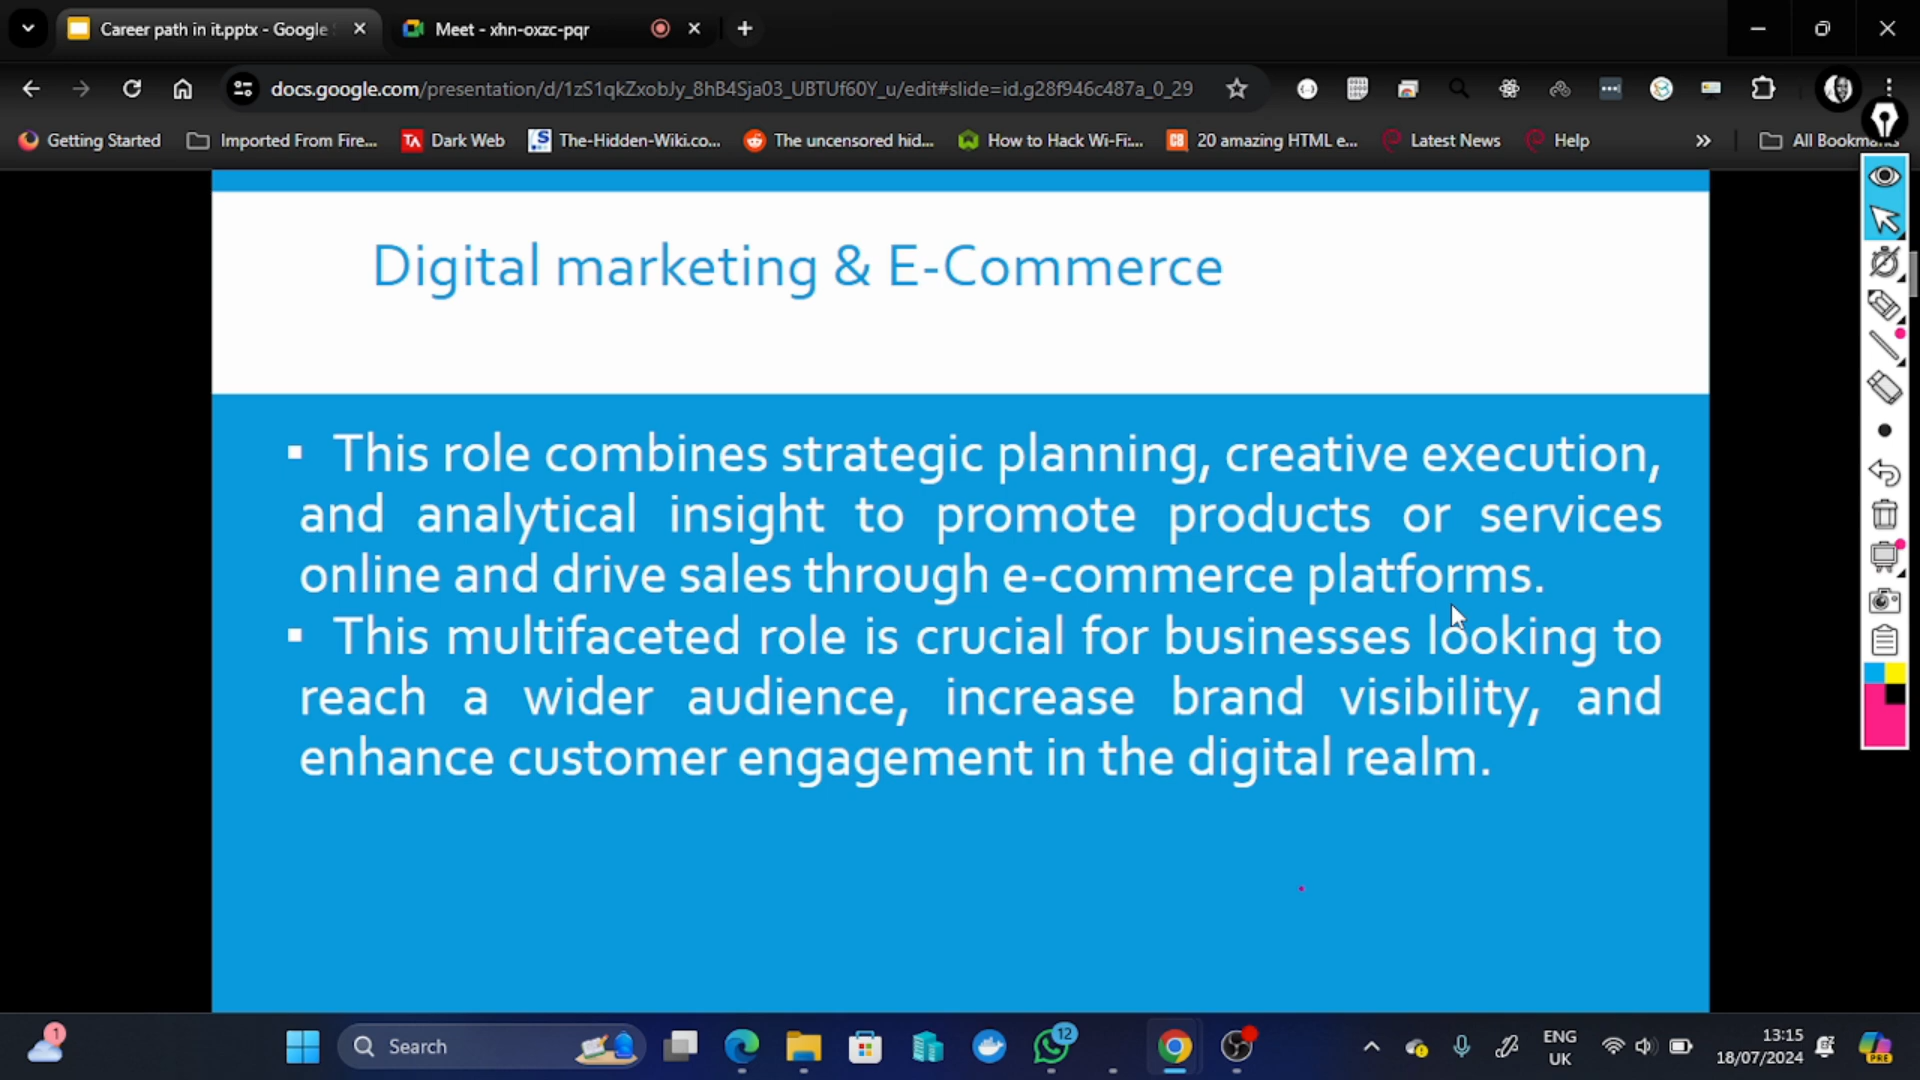 Career path in it.pptx - Google
Meet - xhn-oxzc-pqr
docs.google.com/presentation/d/1zS1qkZxobJy_8hB4Sja03_UBTUf60Y_u/edit#slide=id.g28f946c487a_0_29
Getting Started Imported From Fire... TA Dark Web The-Hidden-Wiki.co... The uncensored hid... How to Hack Wi-Fi:... 20 amazing HTML e... Latest News Help All Bookmarks
Digital marketing & E-Commerce
▪ This role combines strategic planning, creative execution,
and analytical insight to promote products or services
online and drive sales through e-commerce platforms.
▪ This multifaceted role is crucial for businesses looking to
reach a wider audience, increase brand visibility, and
enhance customer engagement in the digital realm.
1
Search
12
ENG
UK
13:15
18/07/2024
PRE